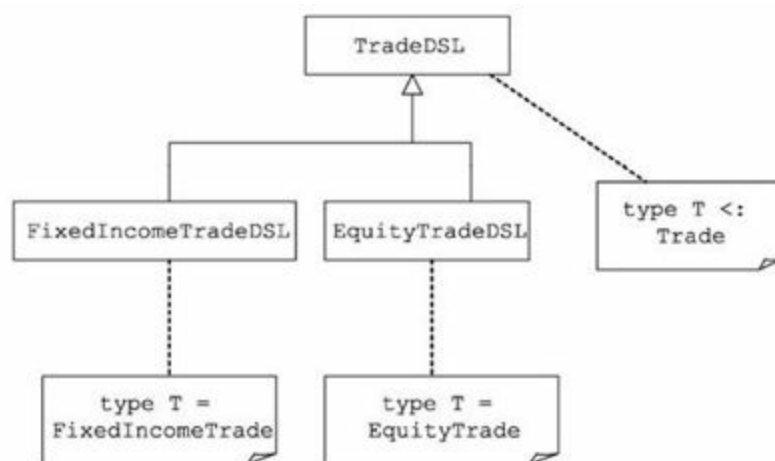 TradeDSL
FixedIncomeTradeDSL
EquityTradeDSL
type T <:
Trade
type T =
FixedIncomeTrade
type T =
EquityTrade